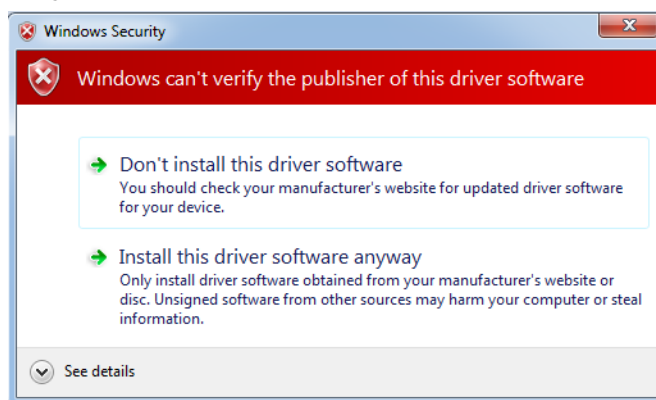 Windows Security
Windows can't verify the publisher of this driver software
Don't install this driver software
You should check your manufacturer's website for updated driver software
for your device.
Install this driver software anyway
Only install driver software obtained from your manufacturer's website or
disc. Unsigned software from other sources may harm your computer or steal
information.
See details